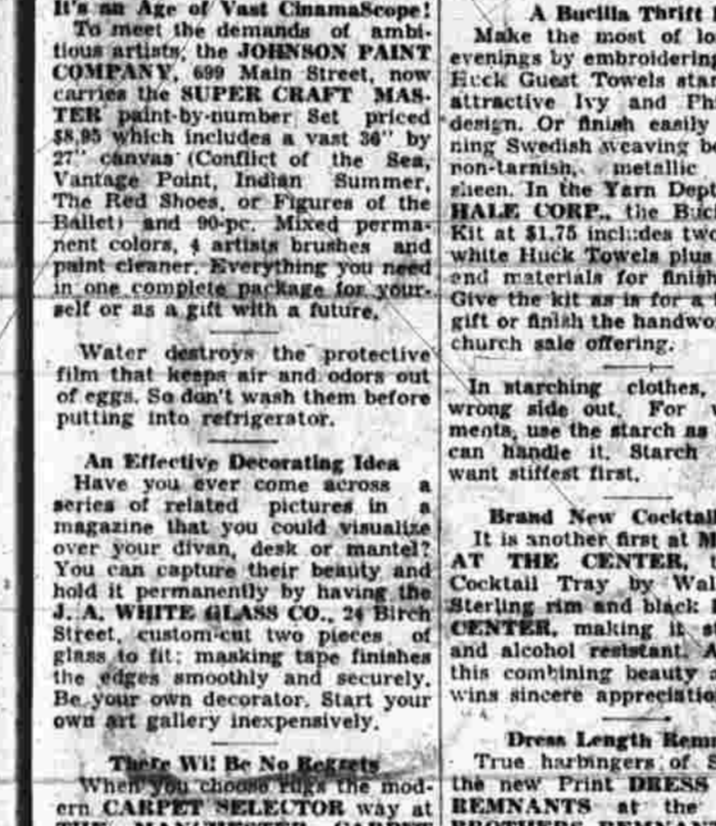 It's an Age of Vast CinamaScope!
To meet the demands of ambi-
tious artists, the JOHNSON PAINT
COMPANY, 699 Main Street, now
carries the SUPER CRAFT MAS-
TER paint-by-number Set priced
$8.95 which includes a vast 36" by
27" canvas (Conflict of the Sea,
Vantage Point, Indian Summer,
The Red Shoes, or Figures of the
Ballet) and 90-pc. Mixed perma-
nent colors, 4 artists brushes and
paint cleaner. Everything you need
in one complete package for your-
self or as a gift with a future.
Water destroys the protective
film that keeps air and odors out
of eggs. So don't wash them before
putting into refrigerator.
An Effective Decorating Idea
Have you ever come across a
series of related pictures in a
magazine that you could visualize
over your divan, desk or mantel?
You can capture their beauty and
hold it permanently by having the
J. A. WHITE GLASS CO., 24 Birch
Street, custom-cut two pieces of
glass to fit; masking tape finishes
the edges smoothly and securely.
Be your own decorator. Start your
own art gallery inexpensively.
There Wil Be No Regrets
When you choose rugs the mod-
ern CARPET SELECTOR way at
THE MANCHESTER CARPET
A Bucilla Thrift
Make the most of lo
evenings by embroidering
Huck Guest Towels star
attractive Ivy and Ph
design. Or finish easily
ning Swedish weaving be
non-tarnish, metallic
sheen. In the Yarn Dept
HALE CORP., the Buci
Kit at $1.75 includes two
white Huck Towels plus
and materials for finish
Give the kit as is for a
gift or finish the handwo
church sale offering.
In starching clothes,
wrong side out. For
ments, use the starch as
can handle it. Starch
want stiffest first.
Brand New Cocktail
It is another first at M
AT THE CENTER,
Cocktail Tray by Wal
Sterling rim and black
CENTER, making it st
and alcohol resistant. A
this combining beauty
wins sincere appreciatio
Dress Length Remn
True harbingers of S
the new Print DRESS
REMNANTS at the
BROTHERS REMNANT